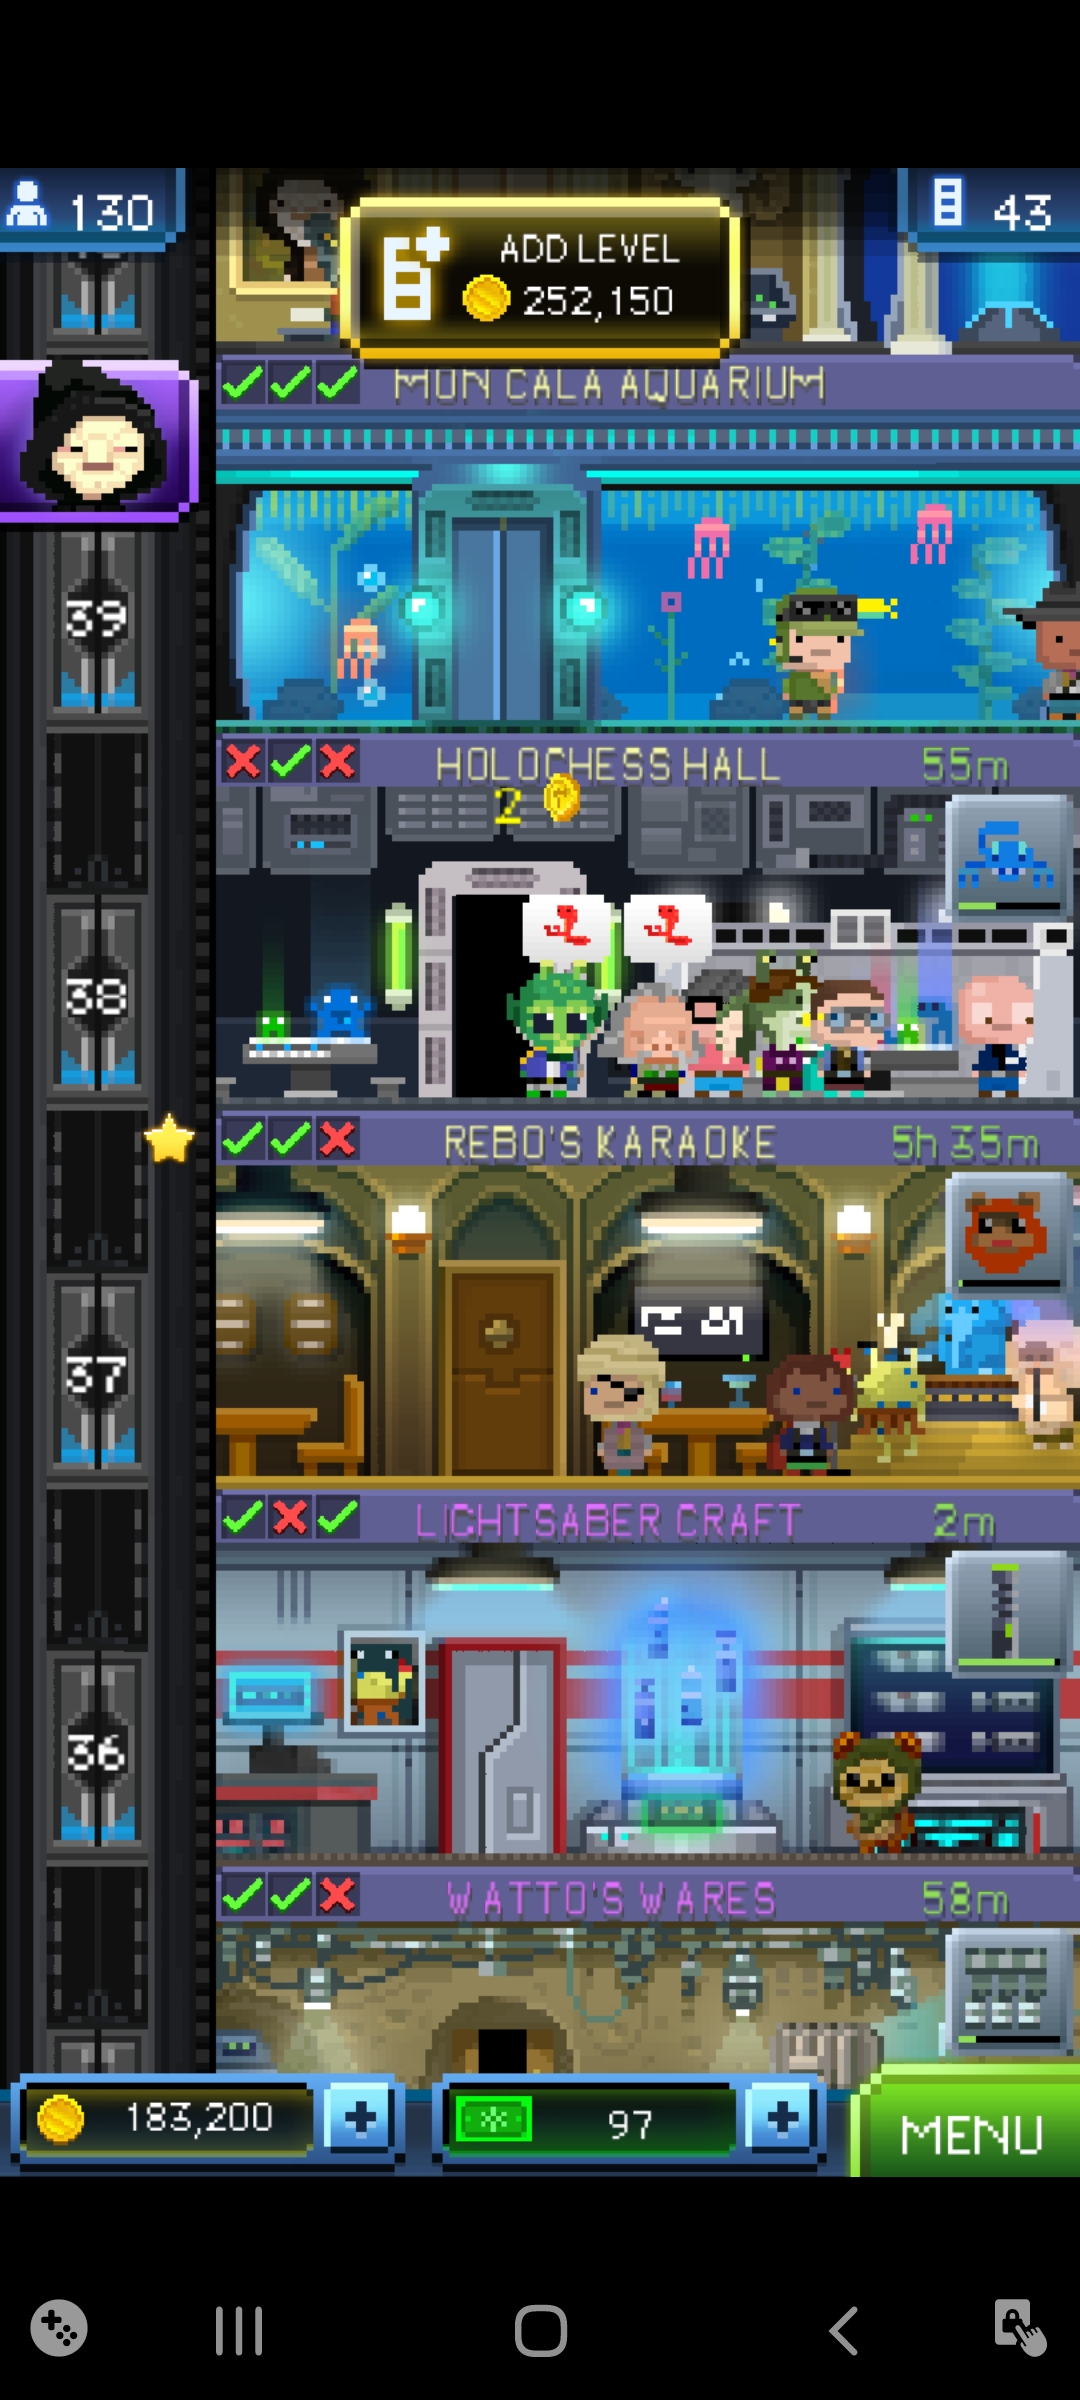 130
ADD LEVEL
252,150
43
MON CALA AQUARIUM
39
HOLOCHESS HALL
55m
2
38
REBO'S KARAOKE
5h 35m
37
LIGHTSABER CRAFT
2m
36
WATTO'S WARES
58m
183,200
97
MENU